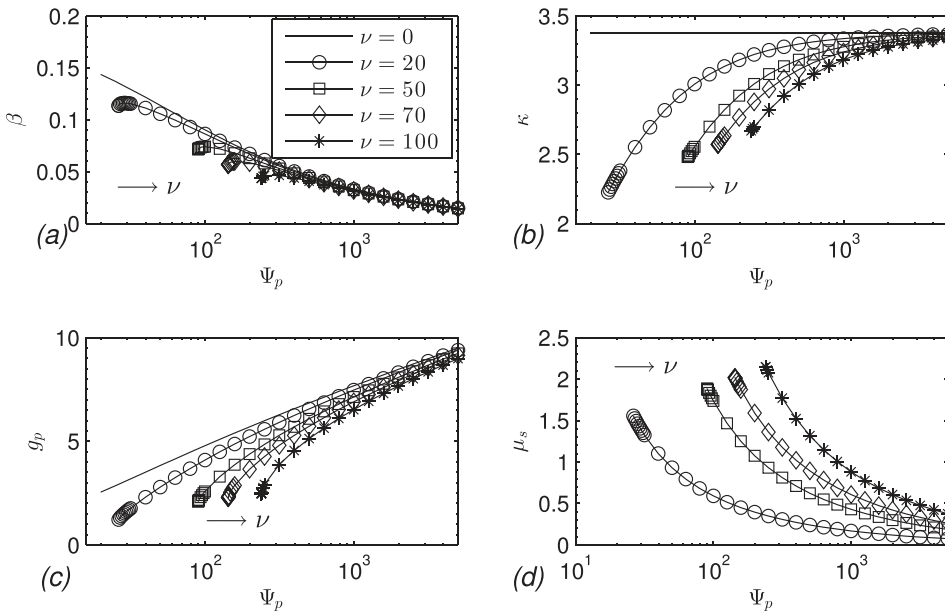 0.2
0.15
0.1
0.05
0
β
ν = 0
ν = 20
ν = 50
ν = 70
ν = 100
⟶ ν
(a)
10²
10³
Ψₚ
3.5
3
2.5
2
κ
⟶ ν
(b)
10²
10³
Ψₚ
10
5
0
gₚ
⟶ ν
(c)
10²
10³
Ψₚ
2.5
2
1.5
1
0.5
0
μₛ
⟶ ν
(d)
10¹
10²
10³
Ψₚ